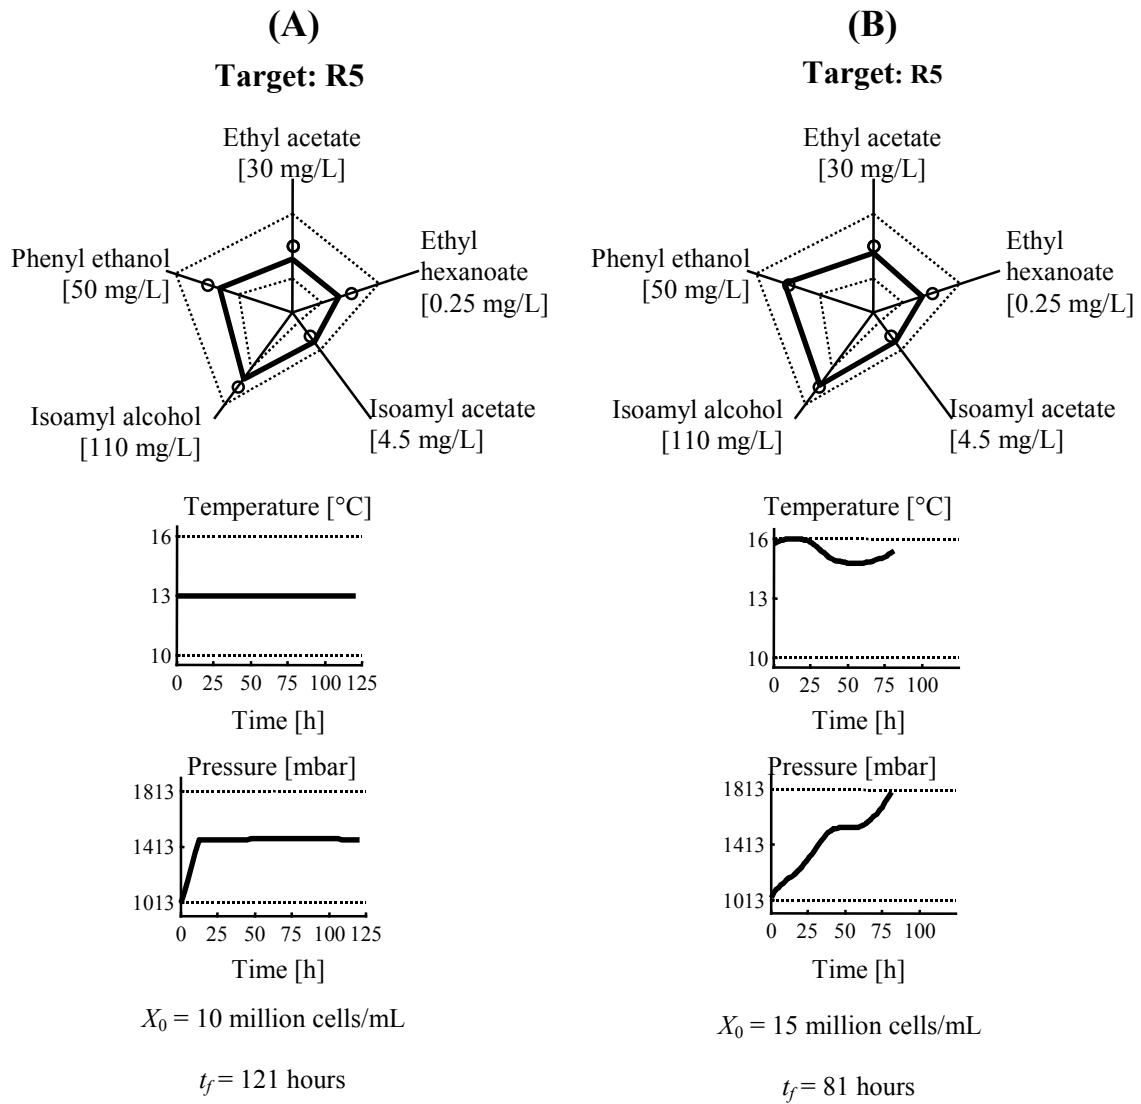 (A)
Target: R5
Ethyl acetate
[30 mg/L]
Phenyl ethanol
[50 mg/L]
Ethyl
hexanoate
[0.25 mg/L]
Isoamyl alcohol
[110 mg/L]
Isoamyl acetate
[4.5 mg/L]
Temperature [°C]
16
13
10
0 25 50 75 100 125
Time [h]
Pressure [mbar]
1813
1413
1013
0 25 50 75 100 125
Time [h]
X0 = 10 million cells/mL
tf = 121 hours
(B)
Target: R5
Ethyl acetate
[30 mg/L]
Phenyl ethanol
[50 mg/L]
Ethyl
hexanoate
[0.25 mg/L]
Isoamyl alcohol
[110 mg/L]
Isoamyl acetate
[4.5 mg/L]
Temperature [°C]
16
13
10
0 25 50 75 100
Time [h]
Pressure [mbar]
1813
1413
1013
0 25 50 75 100
Time [h]
X0 = 15 million cells/mL
tf = 81 hours